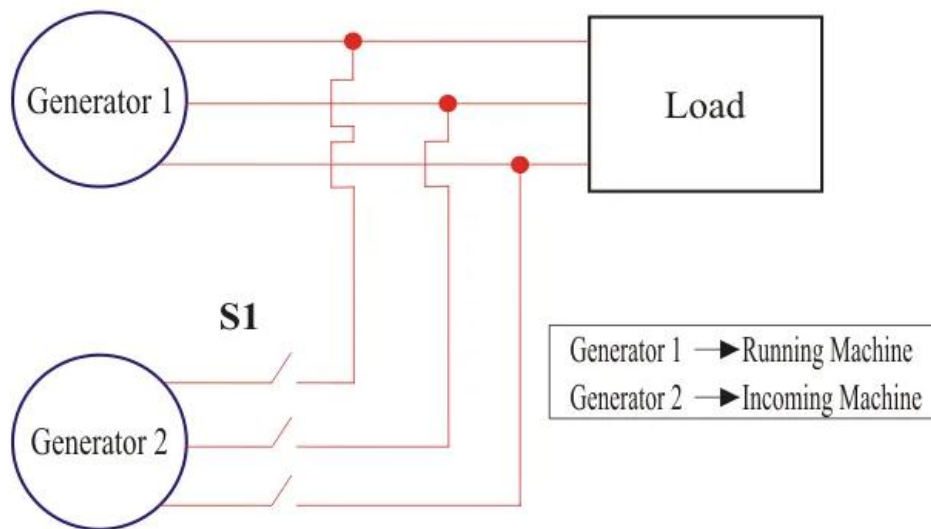 Generator 1
Load
S1
Generator 1 → Running Machine
Generator 2 → Incoming Machine
Generator 2